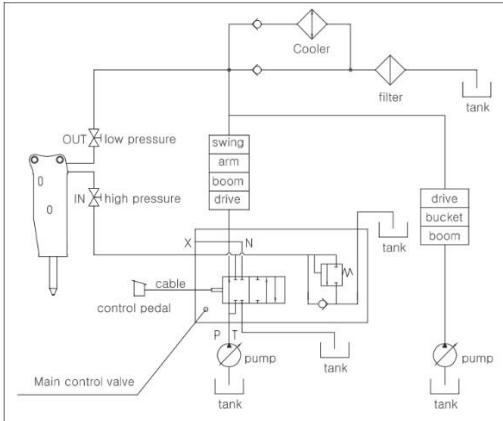 Cooler
filter
tank
OUT low pressure
swing
arm
boom
drive
IN high pressure
drive
bucket
boom
tank
X N
cable
control pedal
P T
pump
tank
pump
Main control valve
tank
tank